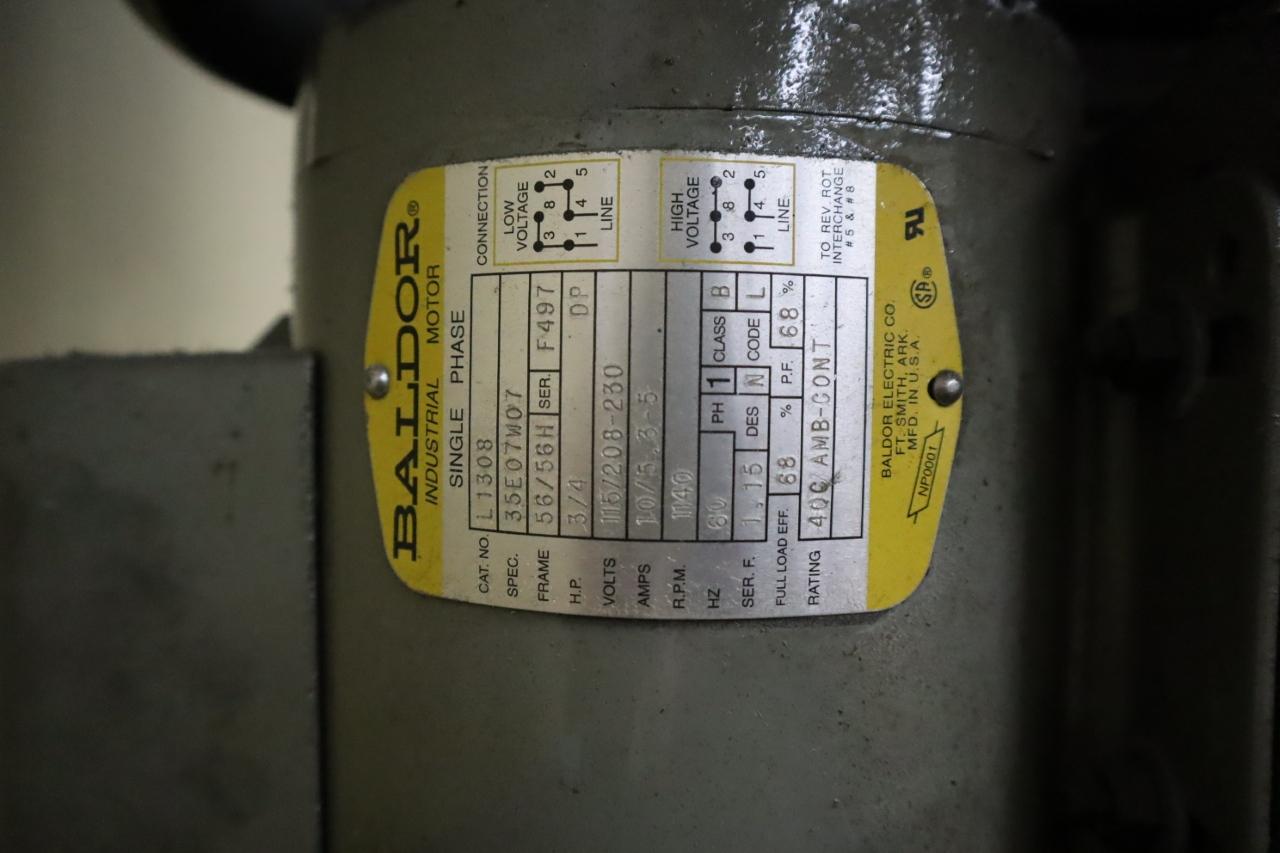 BALDOR®
INDUSTRIAL MOTOR
SINGLE PHASE
CAT. NO. L1308
SPEC. 35E07W07
FRAME 56/56H SER. F497
H.P. 3/4 DP
VOLTS 115/208-230
AMPS 10/5.3-5
R.P.M. 1140
HZ 60 PH 1 CLASS B
SER. F. 1.15 DES N CODE L
FULL LOAD EFF. 68 % P.F. 68 %
RATING 40C AMB-CONT
CONNECTION
LOW
VOLTAGE
3 8 2
1 4 5
LINE
HIGH
VOLTAGE
3 8 2
1 4 5
LINE
TO REV. ROT.
INTERCHANGE
#5 & #8
BALDOR ELECTRIC CO.
FT. SMITH, ARK.
MFD. IN U.S.A.
NP0001
SA®
RU